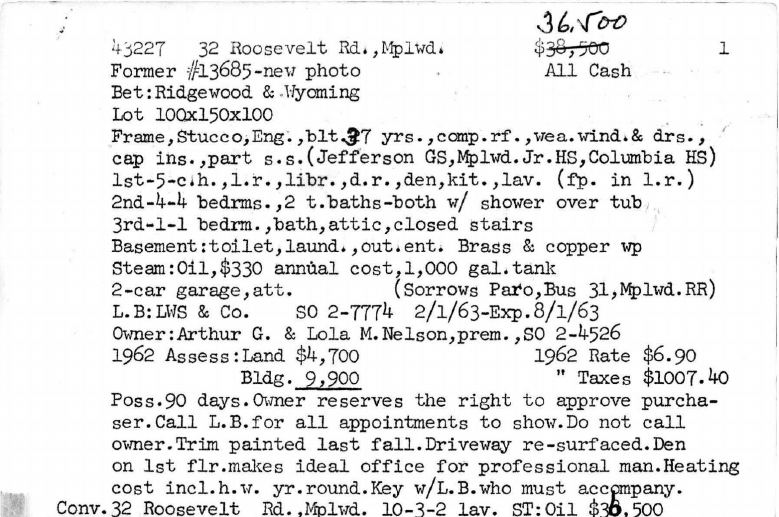 36,500
43227 32 Roosevelt Rd.,Mplwd. $38,500 1
Former #13685-new photo All Cash
Bet:Ridgewood & Wyoming
Lot 100x150x100
Frame,Stucco,Eng.,blt.37 yrs.,comp.rf.,wea.wind.& drs.,
cap ins.,part s.s.(Jefferson GS,Mplwd.Jr.HS,Columbia HS)
1st-5-c.h.,l.r.,libr.,d.r.,den,kit.,lav. (fp. in l.r.)
2nd-4-4 bedrms.,2 t.baths-both w/ shower over tub
3rd-1-1 bedrm.,bath,attic,closed stairs
Basement:toilet,laund.,out.ent. Brass & copper wp
Steam:Oil,$330 annual cost,1,000 gal.tank
2-car garage,att. (Sorrows Paro,Bus 31,Mplwd.RR)
L.B:LWS & Co. SO 2-7774 2/1/63-Exp.8/1/63
Owner:Arthur G. & Lola M.Nelson,prem.,SO 2-4526
1962 Assess:Land $4,700 1962 Rate $6.90
Bldg. 9,900 " Taxes $1007.40
Poss.90 days.Owner reserves the right to approve purcha-
ser.Call L.B.for all appointments to show.Do not call
owner.Trim painted last fall.Driveway re-surfaced.Den
on 1st flr.makes ideal office for professional man.Heating
cost incl.h.w. yr.round.Key w/L.B.who must accompany.
Conv.32 Roosevelt Rd.,Mplwd. 10-3-2 lav. ST:Oil $36,500